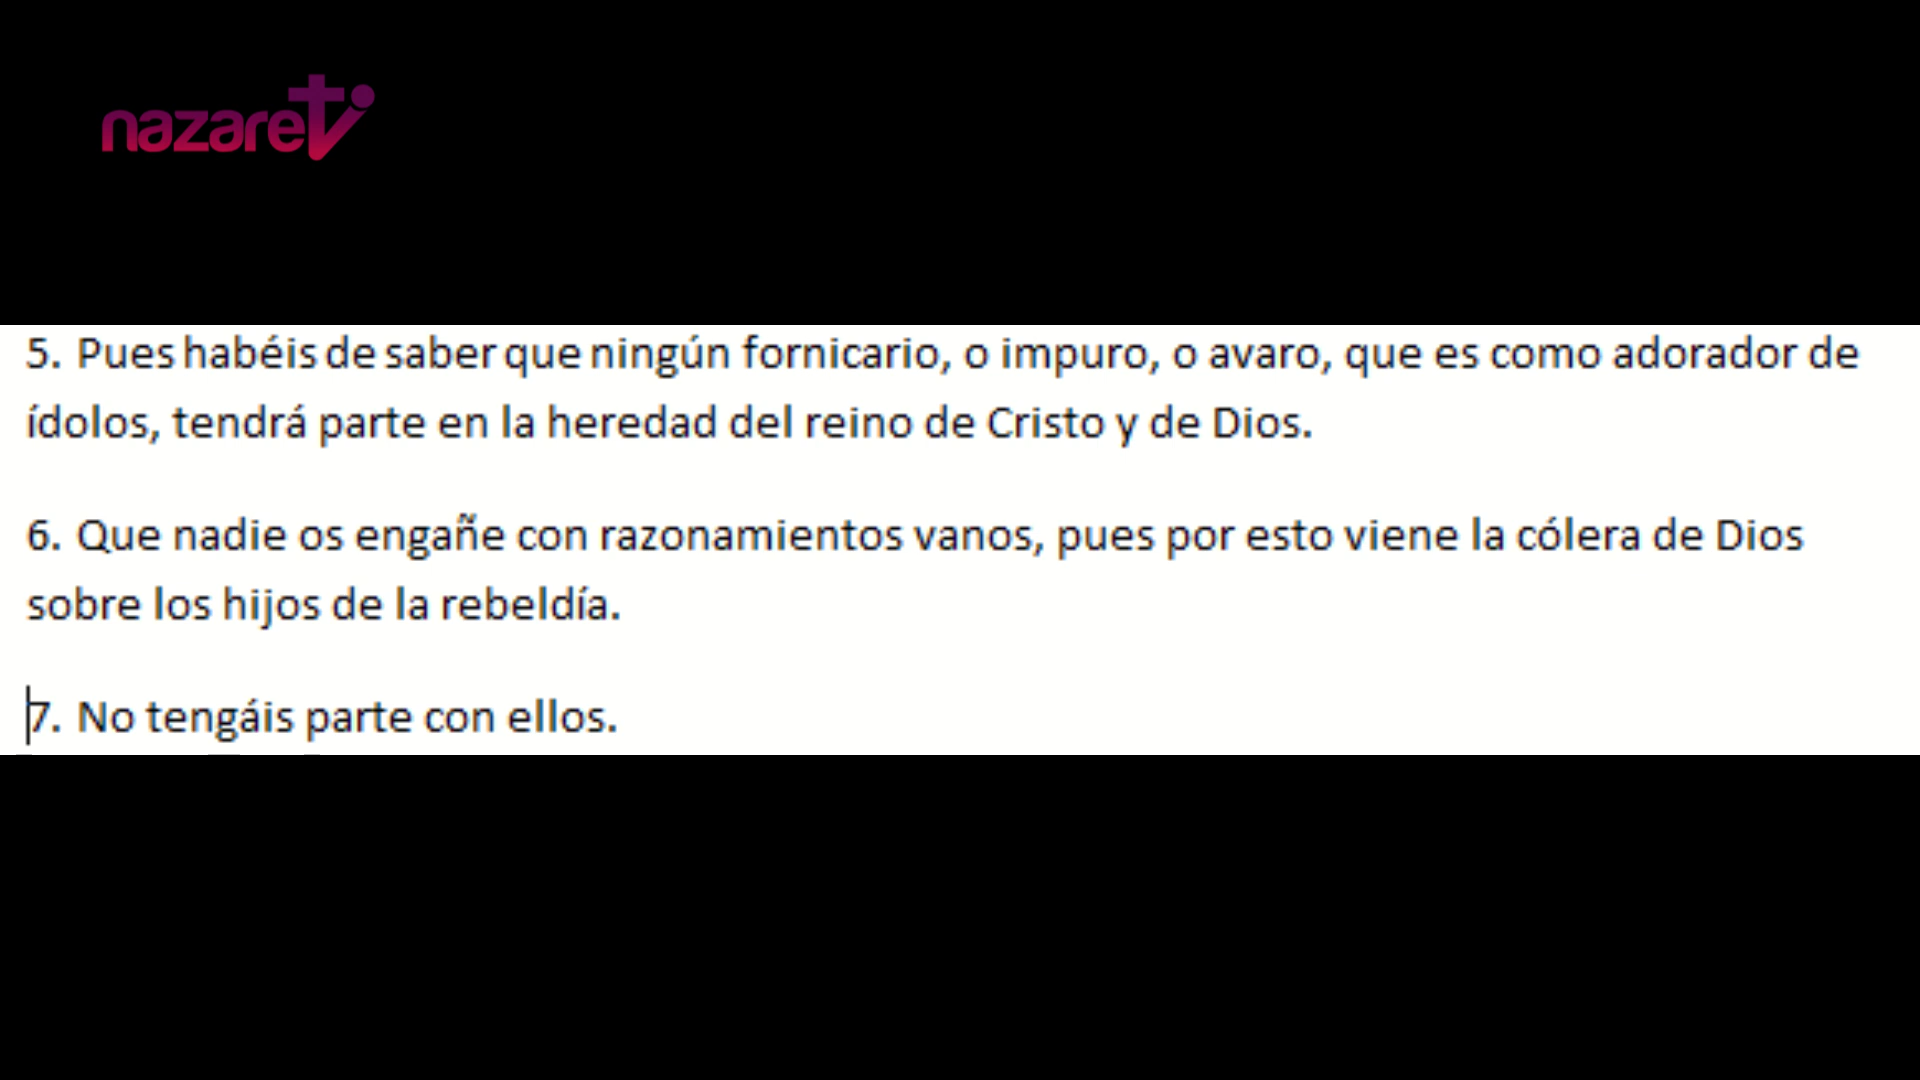 nazaretv
5. Pues habéis de saber que ningún fornicario, o impuro, o avaro, que es como adorador de
ídolos, tendrá parte en la heredad del reino de Cristo y de Dios.
6. Que nadie os engañe con razonamientos vanos, pues por esto viene la cólera de Dios
sobre los hijos de la rebeldía.
7. No tengáis parte con ellos.